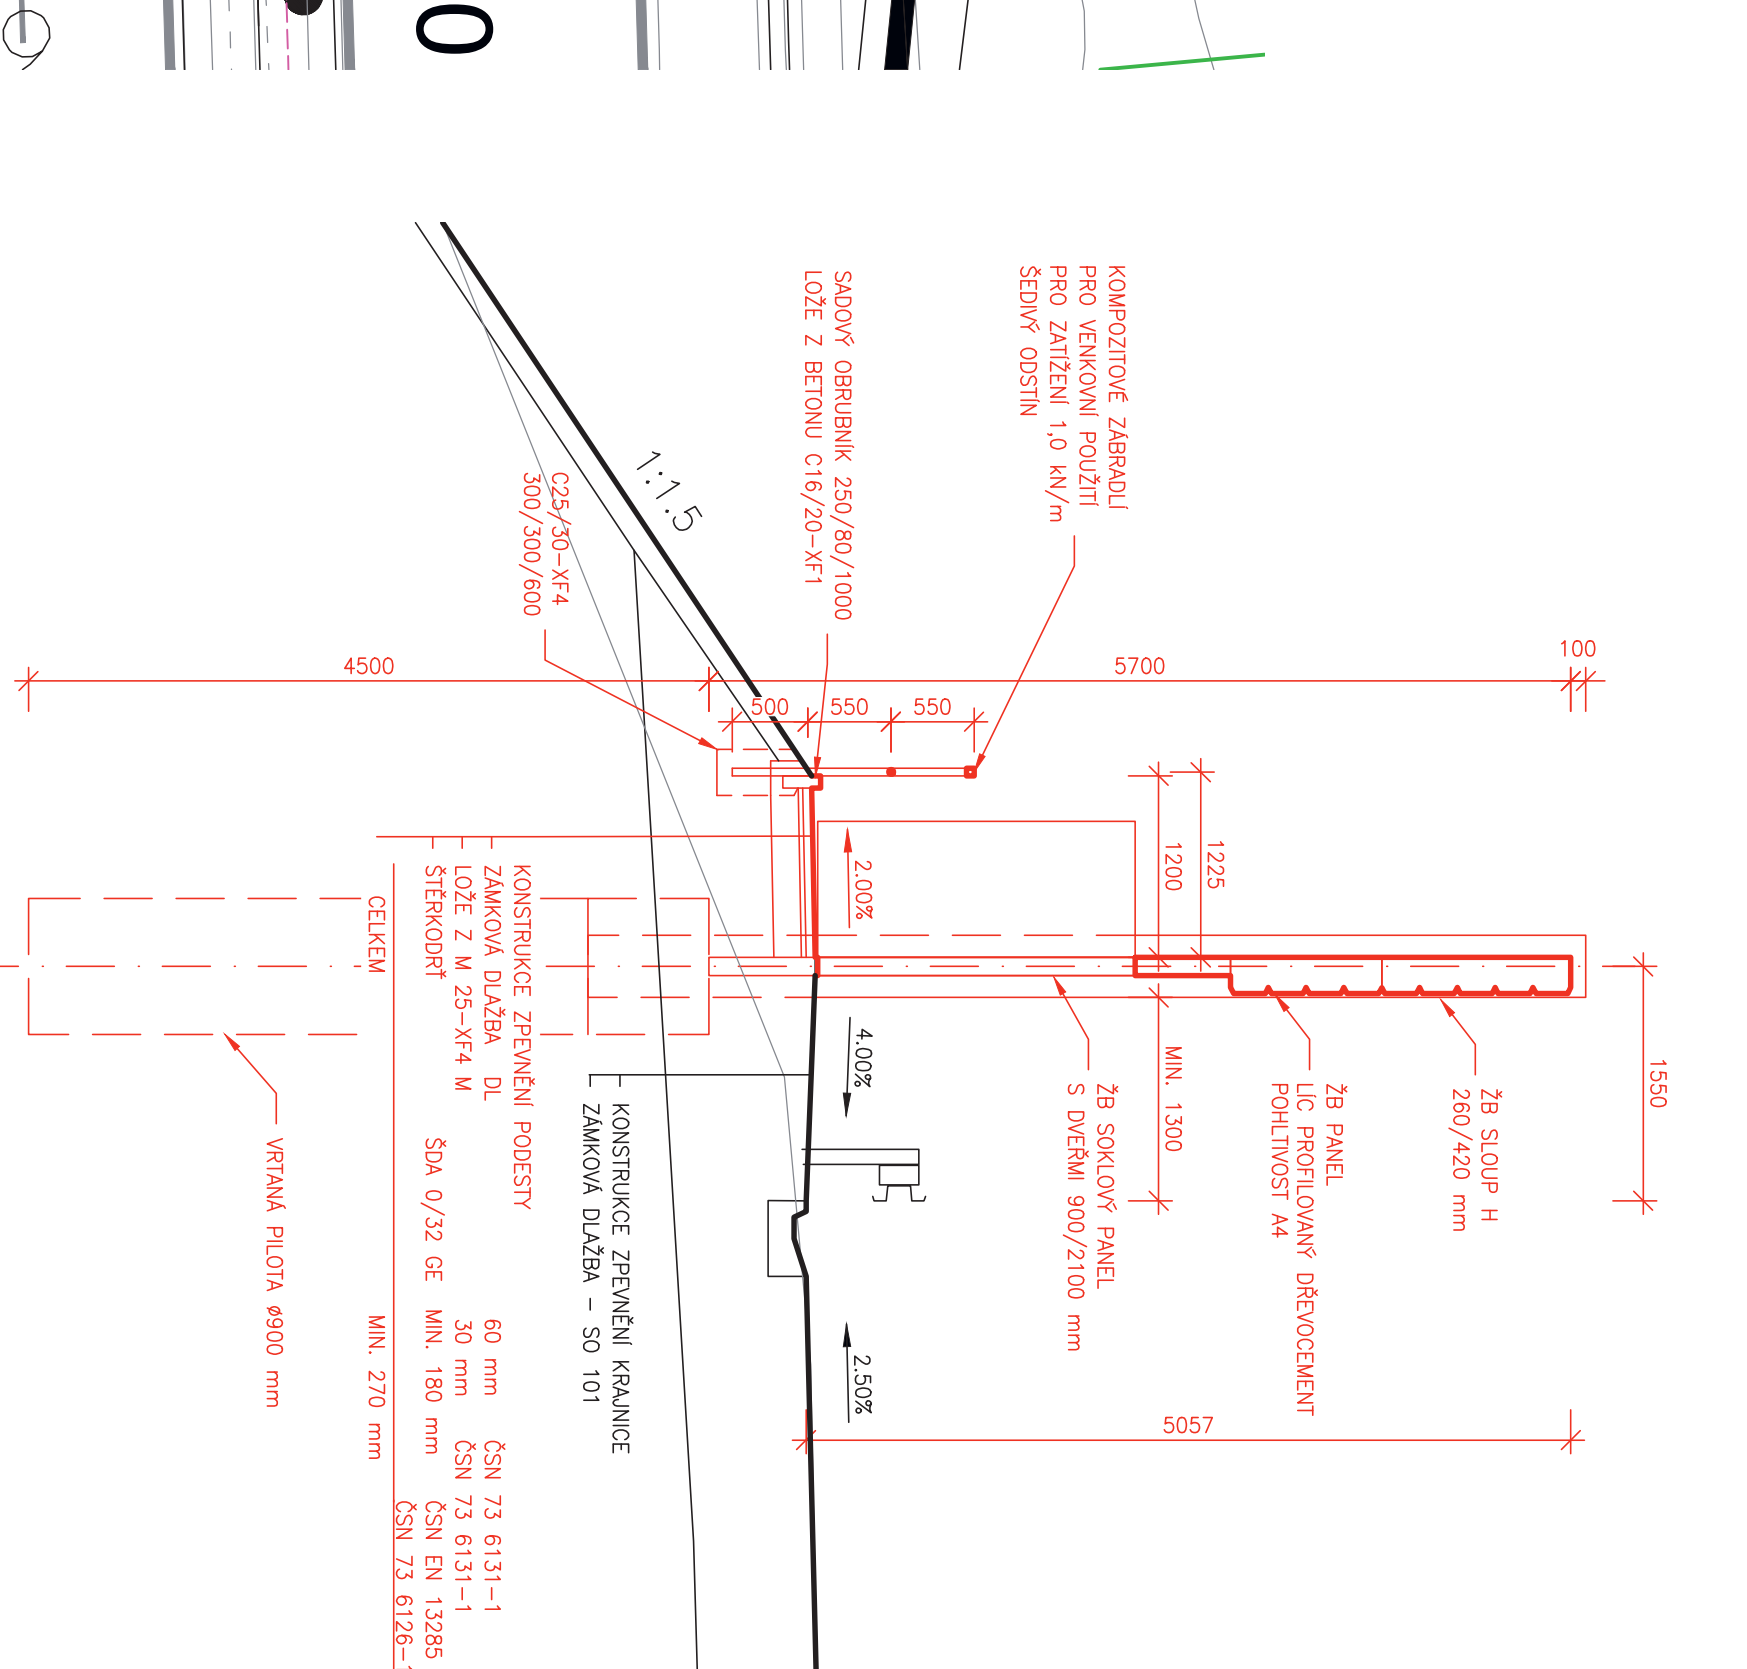 0
KOMPOZITOVÉ ZÁBRADLÍ
PRO VENKOVNÍ POUŽITÍ
PRO ZATÍŽENÍ 1,0 kN/m
ŠEDIVÝ ODSTÍN
SADOVÝ OBRUBNÍK 250/80/1000
LOŽE Z BETONU C16/20-XF1
1:1.5
C25/30-XF4
300/300/600
4500
5700
100
500
550
550
1225
1200
2.00%
1550
MIN. 1300
4.00%
ŽB SLOUP H
260/420 mm
ŽB PANEL
LÍC PROFILOVANÝ DŘEVOCEMENT
POHLTIVOST A4
ŽB SOKLOVÝ PANEL
S DVEŘMI 900/2100 mm
KONSTRUKCE ZPEVNĚNÍ PODESTY
ZÁMKOVÁ DLAŽBA DL 60 mm ČSN 73 6131-1
LOŽE Z M 25-XF4 M 30 mm ČSN 73 6131-1
ŠTĚRKODRŤ ŠDA 0/32 GE MIN. 180 mm ČSN EN 13285
ČSN 73 6126-1
CELKEM MIN. 270 mm
KONSTRUKCE ZPEVNĚNÍ KRAJNICE
ZÁMKOVÁ DLAŽBA - SO 101
VRTANÁ PILOTA ø900 mm
2.50%
5057